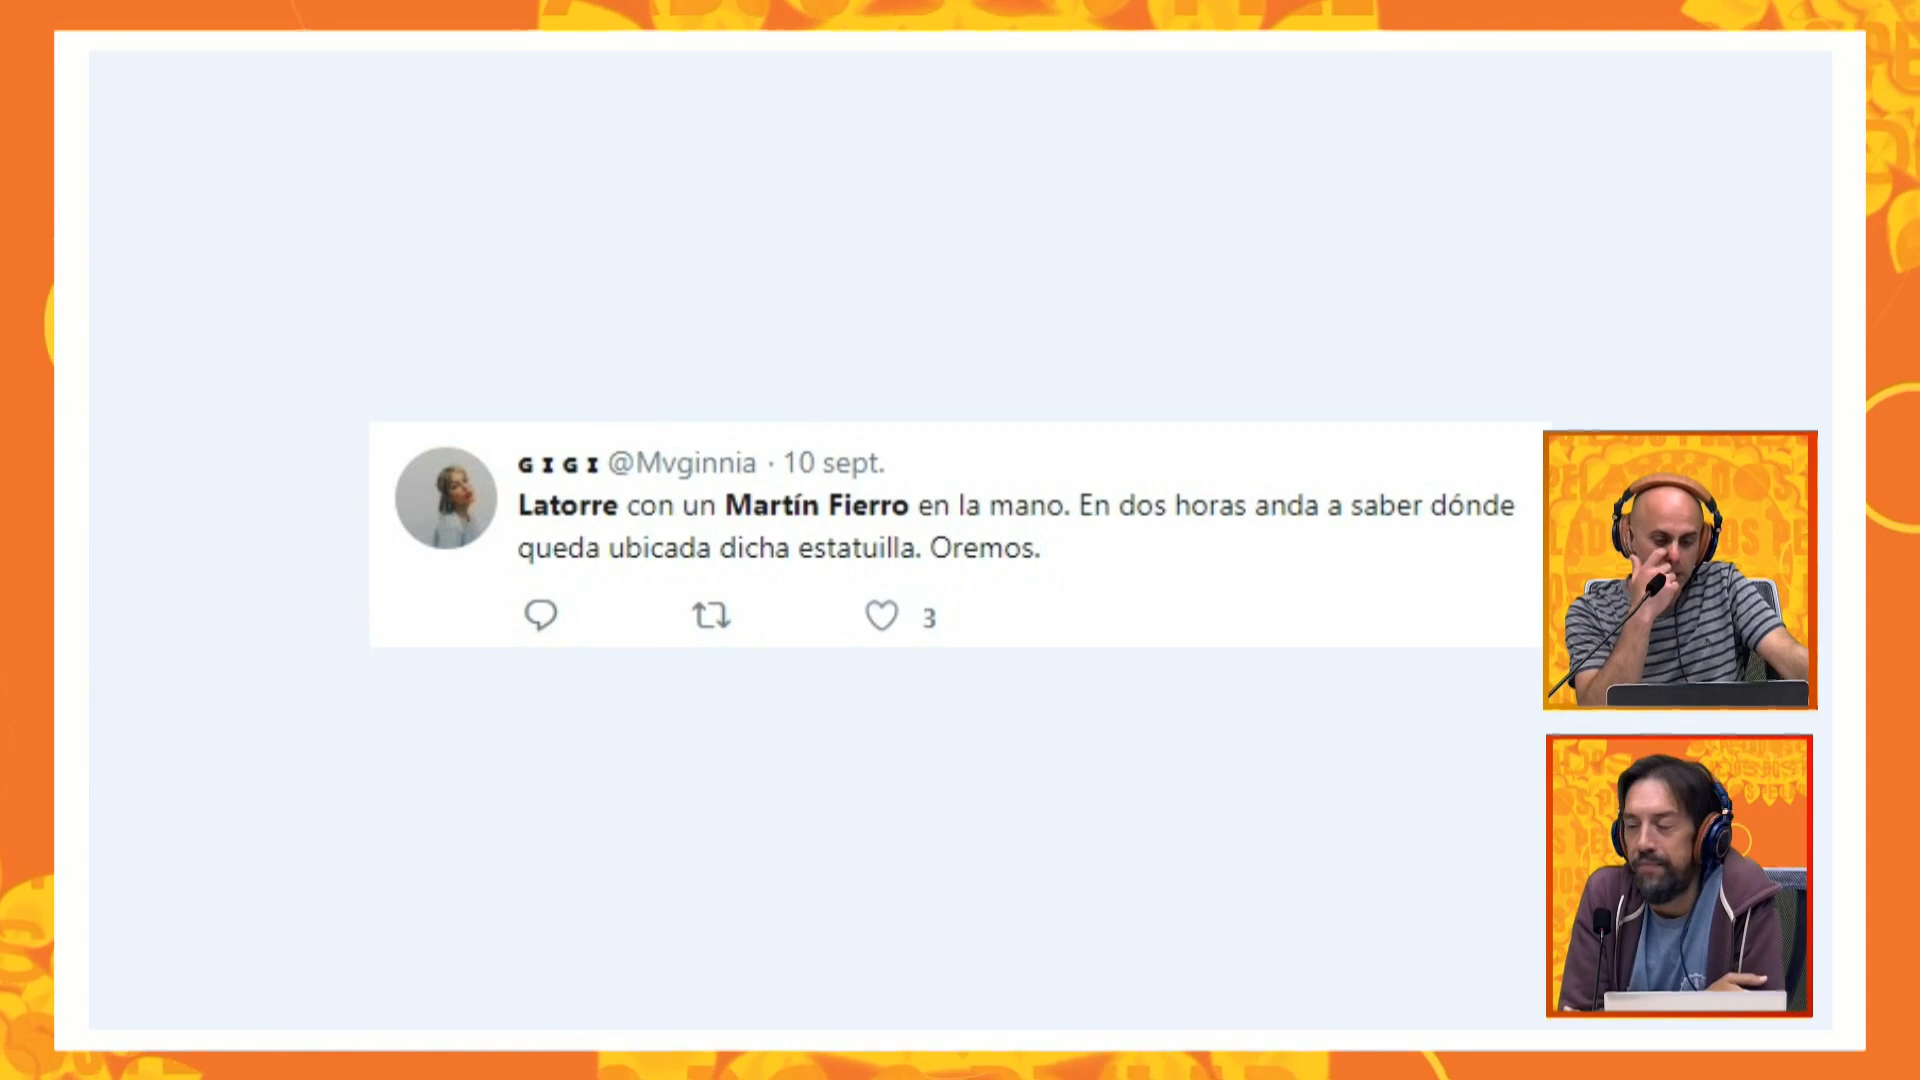 GIGI @Mvginnia · 10 sept.
Latorre con un Martín Fierro en la mano. En dos horas anda a saber dónde
queda ubicada dicha estatuilla. Oremos.
3